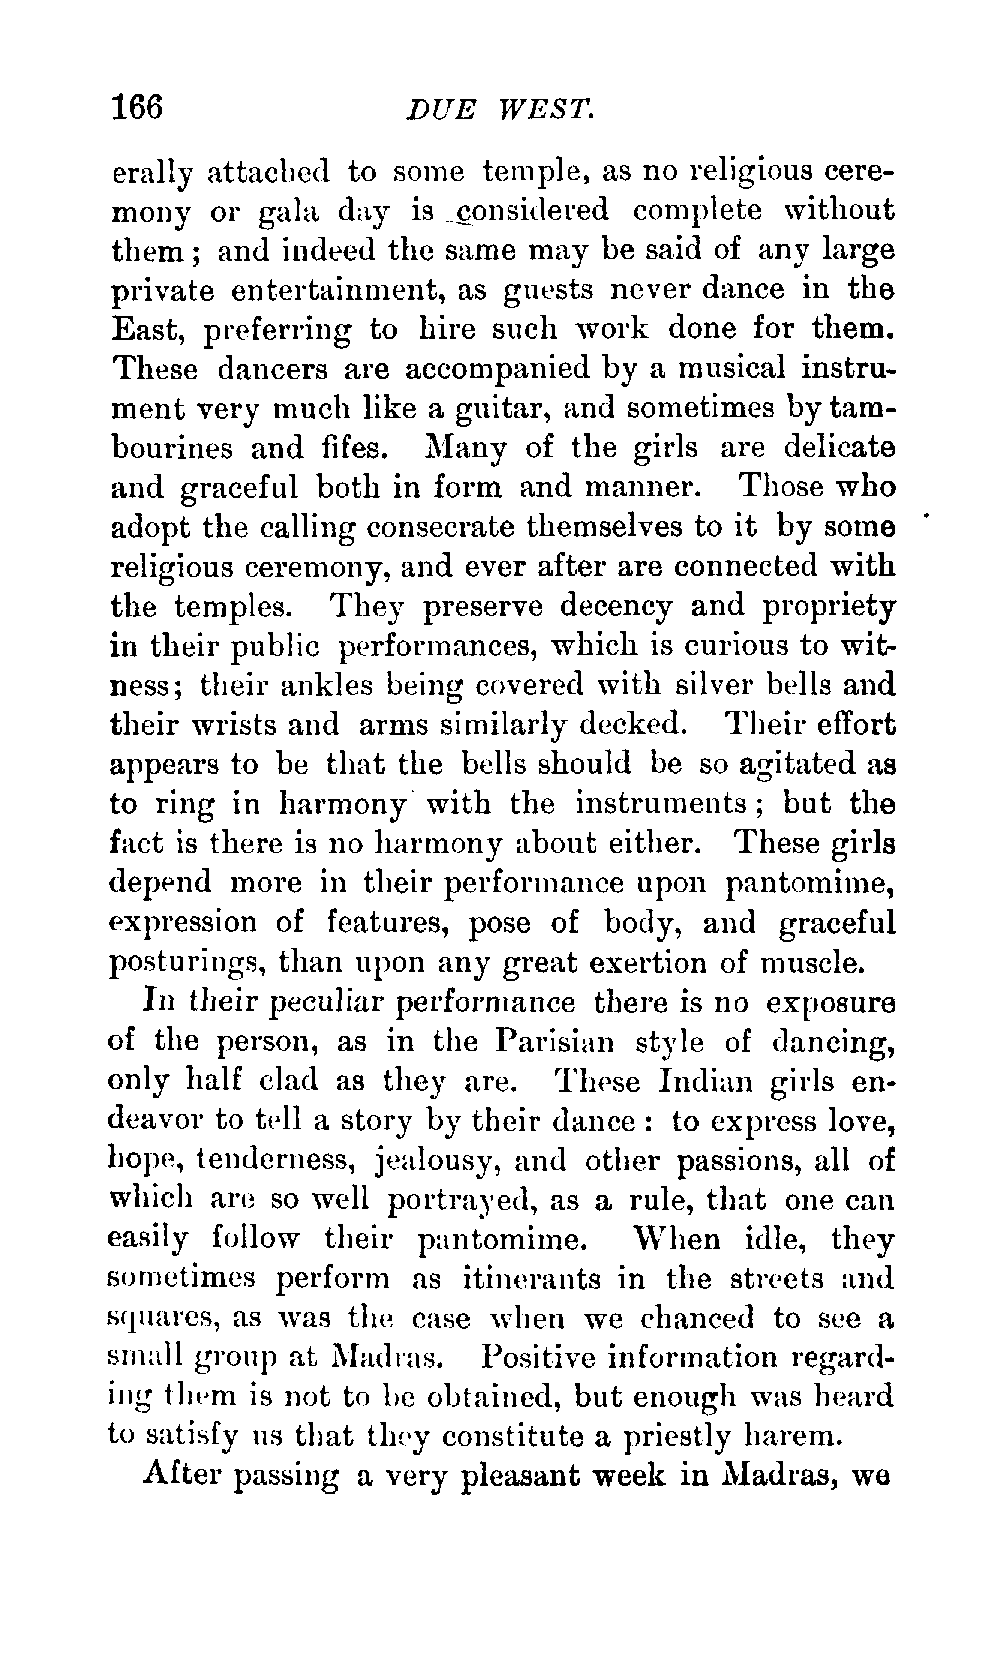 166 DUE WEST.
erally attached to some temple, as no religious cere-
mony or gala day is considered complete without
them; and indeed the same may be said of any large
private entertainment, as guests never dance in the
East, preferring to hire such work done for them.
These dancers are accompanied by a musical instru-
ment very much like a guitar, and sometimes by tam-
bourines and fifes. Many of the girls are delicate
and graceful both in form and manner. Those who
adopt the calling consecrate themselves to it by some
religious ceremony, and ever after are connected with
the temples. They preserve decency and propriety
in their public performances, which is curious to wit-
ness; their ankles being covered with silver bells and
their wrists and arms similarly decked. Their effort
appears to be that the bells should be so agitated as
to ring in harmony with the instruments; but the
fact is there is no harmony about either. These girls
depend more in their performance upon pantomime,
expression of features, pose of body, and graceful
posturings, than upon any great exertion of muscle.
In their peculiar performance there is no exposure
of the person, as in the Parisian style of dancing,
only half clad as they are. These Indian girls en-
deavor to tell a story by their dance: to express love,
hope, tenderness, jealousy, and other passions, all of
which are so well portrayed, as a rule, that one can
easily follow their pantomime. When idle, they
sometimes perform as itinerants in the streets and
squares, as was the case when we chanced to see a
small group at Madras. Positive information regard-
ing them is not to be obtained, but enough was heard
to satisfy us that they constitute a priestly harem.
After passing a very pleasant week in Madras, we